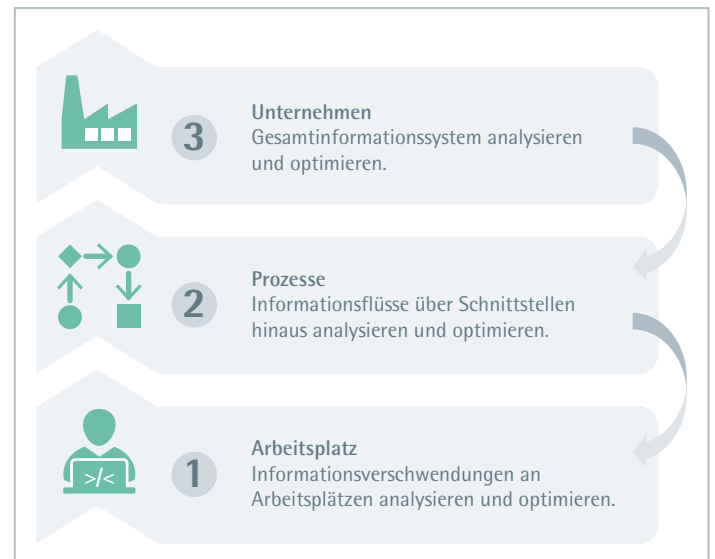 3
Unternehmen
Gesamtinformationssystem analysieren
und optimieren.
2
Prozesse
Informationsflüsse über Schnittstellen
hinaus analysieren und optimieren.
>/<
1
Arbeitsplatz
Informationsverschwendungen an
Arbeitsplätzen analysieren und optimieren.